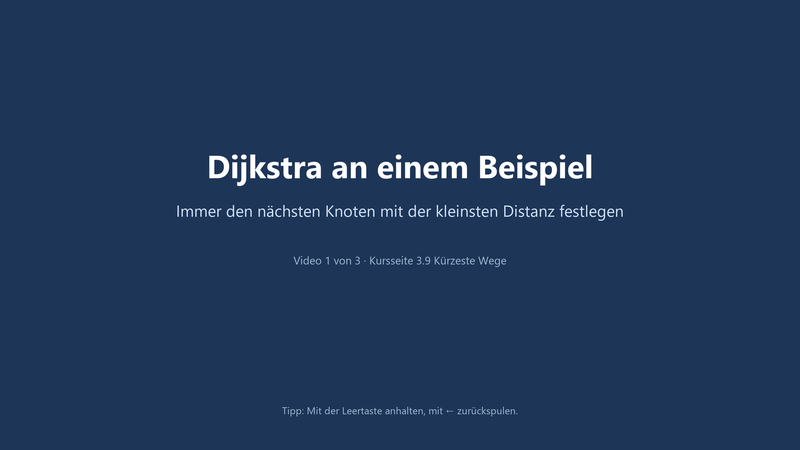 Dijkstra an einem Beispiel
Immer den nächsten Knoten mit der kleinsten Distanz festlegen
Video 1 von 3 · Kursseite 3.9 Kürzeste Wege
Tipp: Mit der Leertaste anhalten, mit ← zurückspulen.